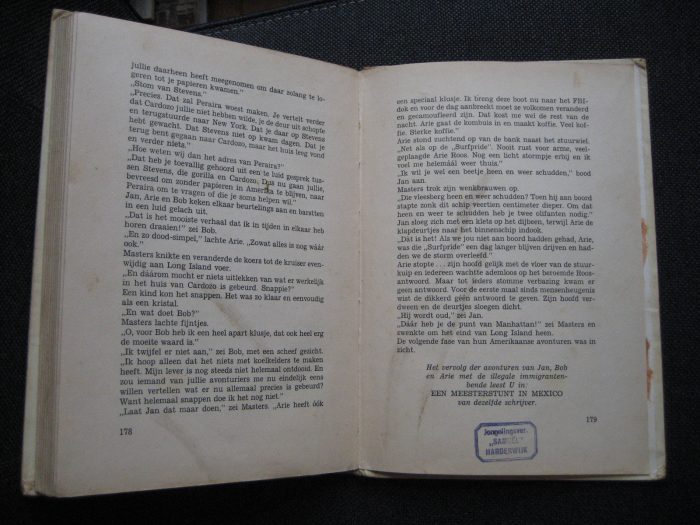 jullie daarheen heeft meegenomen om daar zolang te lo-
geren tot je papieren kwamen."
„Stom van Stevens."
„Precies. Dat zal Peraira woest maken. Je vertelt verder
dat Cardozo jullie niet hebben wilde, je de deur uit schopte
en terugstuurde naar New York. Dat je daar op Stevens
hebt gewacht. Dat Stevens niet op kwam dagen. Dat je
terug bent gegaan naar Cardozo, maar het huis leeg vond
en verder niets."
„Hoe weten wij dan het adres van Peraira?"
„Dat heb je toevallig gehoord uit een te luid gesprek tus-
sen Stevens, die gorilla en Cardozo. Dus nu gaan jullie,
bevreesd om zonder papieren in Amerika te blijven, naar
Peraira om te vragen of die je soms helpen wil."
Jan, Arie en Bob keken elkaar beurtelings aan en barstten
in een luid gelach uit.
„Dat is het mooiste verhaal dat ik in tijden in elkaar heb
horen draaien!" zei Bob.
„En zo dood-simpel," lachte Arie. „Zowat alles is nog wáár
ook."
Masters knikte en veranderde de koers tot de kruiser even-
wijdig aan Long Island voer.
„En dáárom mocht er niets uitlekken van wat er werkelijk
in het huis van Cardozo is gebeurd. Snappie?"
Een kind kon het snappen. Het was zo klaar en eenvoudig
als een kristal.
„En wat doet Bob?"
Masters lachte fijntjes.
„O, voor Bob heb ik een heel apart klusje, dat ook heel erg
de moeite waard is."
„Ik twijfel er niet aan," zei Bob, met een scheef gezicht.
„Ik hoop alleen dat het niets met koelkelders te maken
heeft. Mijn lever is nog steeds niet helemaal ontdooid. En
zou iemand van jullie avonturiers me nu eindelijk eens
willen vertellen wat er nu allemaal precies is gebeurd?
Want helemaal snappen doe ik het nog niet."
„Laat Jan dat maar doen," zei Masters. „Arie heeft óók
178
een speciaal klusje. Ik breng deze boot nu naar het FBI-
dok en voor de dag aanbreekt moet ze volkomen veranderd
en gecamoufleerd zijn. Dat kost me wel de rest van de
nacht. Arie gaat de kombuis in en maakt koffie. Veel kof-
fie. Sterke koffie!"
Arie stond zuchtend op van de bank naast het stuurwiel.
„Net als op de „Surfpride". Nooit rust voor arme, veel-
geplaagde Arie Roos. Nog een licht stormpje erbij en ik
voel me helemáál weer thuis."
„Ik wil je wel een beetje heen en weer schudden," bood
Jan aan.
Masters trok zijn wenkbrauwen op.
„Die vleesberg heen en weer schudden? Toen hij aan boord
stapte zonk dit schip veertien centimeter dieper. Om dat
heen en weer te schudden heb je twee olifanten nodig."
Jan sloeg zich met een klets op het dijbeen, terwijl Arie de
klapdeurtjes naar het binnenschip indook.
„Dát is het! Als we jou niet aan boord hadden gehad, Arie,
was die „Surfpride" een dag langer blijven drijven en had-
den we de storm overleefd."
Arie stopte . . . zijn hoofd gelijk met de vloer van de stuur-
kuip en iedereen wachtte ademloos op het beroemde Roos-
antwoord. Maar tot ieders stomme verbazing kwam er
geen antwoord. Voor de eerste maal sinds mensenheugenis
wist de dikkerd géén antwoord te geven. Zijn hoofd ver-
dween en de deurtjes sloegen dicht.
„Hij wordt oud," zei Jan.
„Dáár heb je de punt van Manhattan!" zei Masters en
zwenkte om het eind van Long Island heen.
De volgende fase van hun Amerikaanse avonturen was in
zicht.
Het vervolg der avonturen van Jan, Bob
en Arie met de illegale immigranten-
bende leest U in:
EEN MEESTERSTUNT IN MEXICO
van dezelfde schrijver.
179
Jongelingsver.
„SAMUËL"
HARDERWIJK